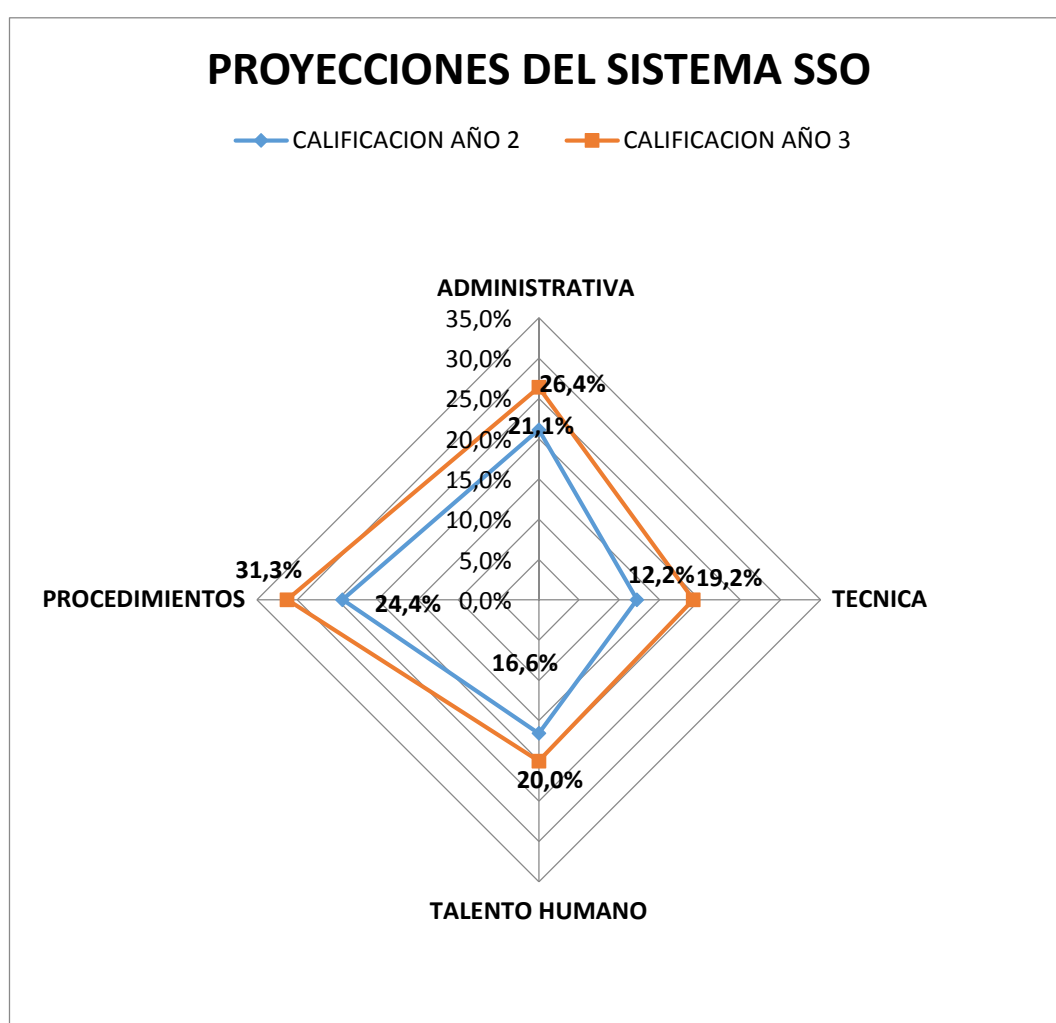 PROYECCIONES DEL SISTEMA SSO
CALIFICACION AÑO 2 CALIFICACION AÑO 3
ADMINISTRATIVA
35,0%
30,0%
26,4%
25,0%
21,1%
20,0%
15,0%
10,0%
5,0%
12,2% 19,2%
31,3%
PROCEDIMIENTOS 24,4% 0,0% TECNICA
16,6%
20,0%
TALENTO HUMANO